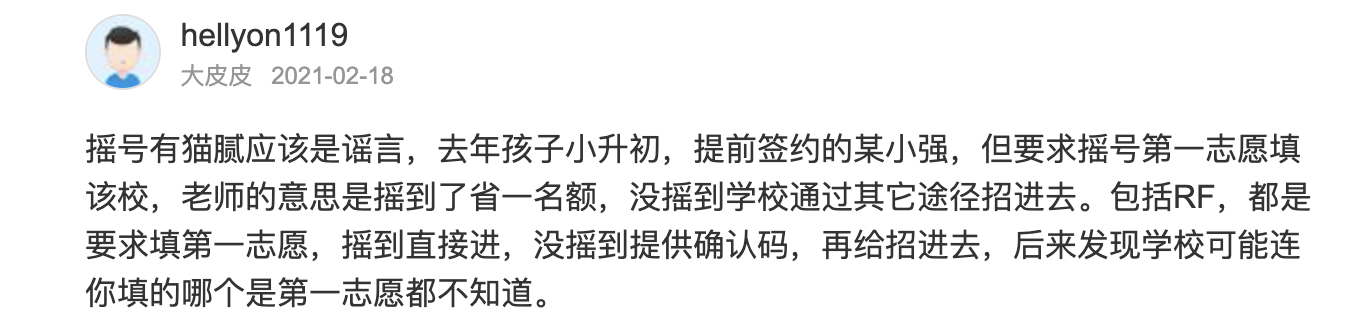 hellyon1119
大皮皮 2021-02-18
摇号有猫腻应该是谣言，去年孩子小升初，提前签约的某小强，但要求摇号第一志愿填
该校，老师的意思是摇到了省一名额，没摇到学校通过其它途径招进去。包括RF，都是
要求填第一志愿，摇到直接进，没摇到提供确认码，再给招进去，后来发现学校可能连
你填的哪个是第一志愿都不知道。